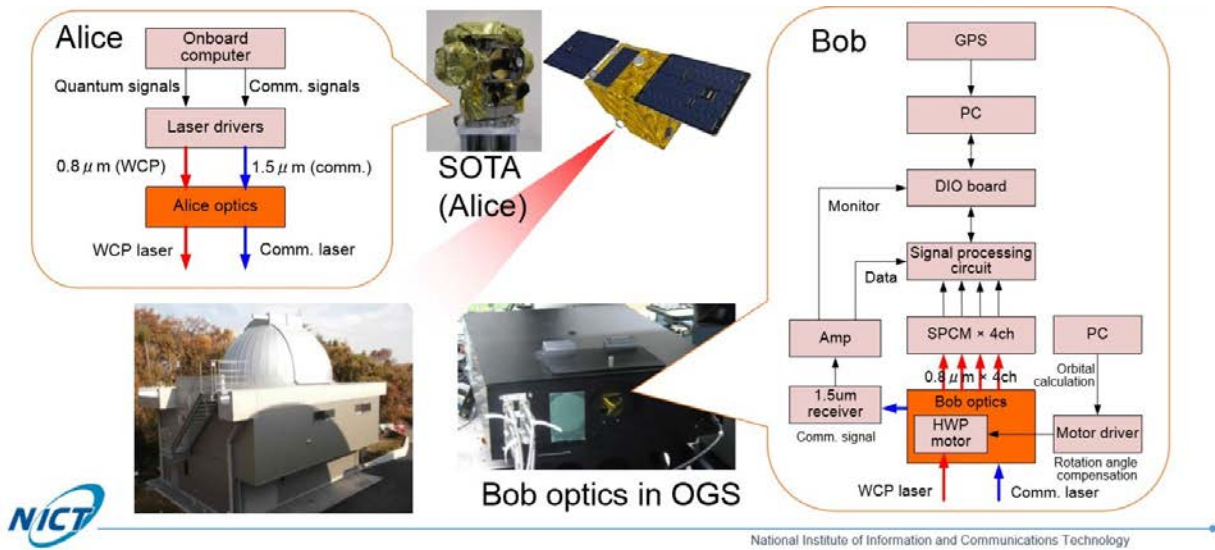 Alice
Onboard
computer
Quantum signals
Comm. signals
Laser drivers
0.8 μm (WCP)
1.5 μm (comm.)
Alice optics
WCP laser
Comm. laser
SOTA
(Alice)
Bob optics in OGS
Bob
GPS
PC
DIO board
Monitor
Signal processing
circuit
Data
Amp
SPCM × 4ch
PC
0.8 μm × 4ch
Orbital
calculation
1.5um
receiver
Comm. signal
Bob optics
HWP
motor
Motor driver
Rotation angle
compensation
WCP laser
Comm. laser
NICT
National Institute of Information and Communications Technology